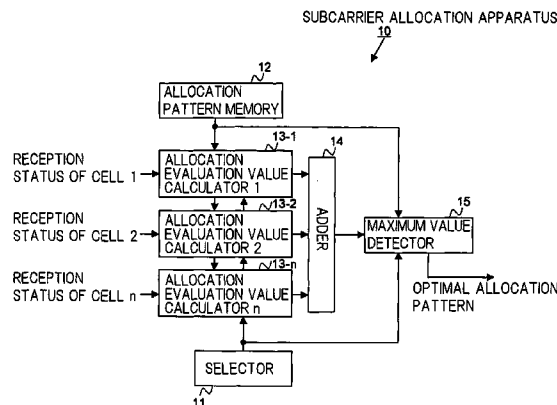 SUBCARRIER ALLOCATION APPARATUS
10
12
ALLOCATION
PATTERN MEMORY
13-1
14
RECEPTION
STATUS OF CELL 1
ALLOCATION
EVALUATION VALUE
CALCULATOR 1
13-2
15
RECEPTION
STATUS OF CELL 2
ALLOCATION
EVALUATION VALUE
CALCULATOR 2
ADDER
MAXIMUM VALUE
DETECTOR
13-n
RECEPTION
STATUS OF CELL n
ALLOCATION
EVALUATION VALUE
CALCULATOR n
OPTIMAL ALLOCATION
PATTERN
SELECTOR
11